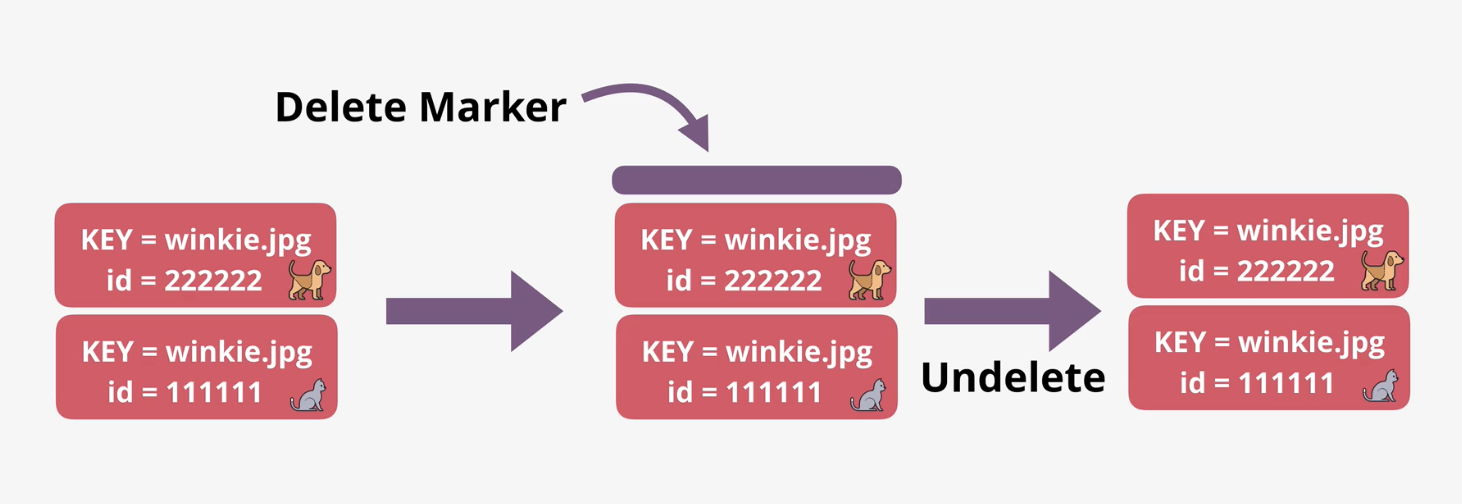 Delete Marker
KEY = winkie.jpg
id = 222222
KEY = winkie.jpg
id = 111111
KEY = winkie.jpg
id = 222222
KEY = winkie.jpg
id = 111111
Undelete
KEY = winkie.jpg
id = 222222
KEY = winkie.jpg
id = 111111